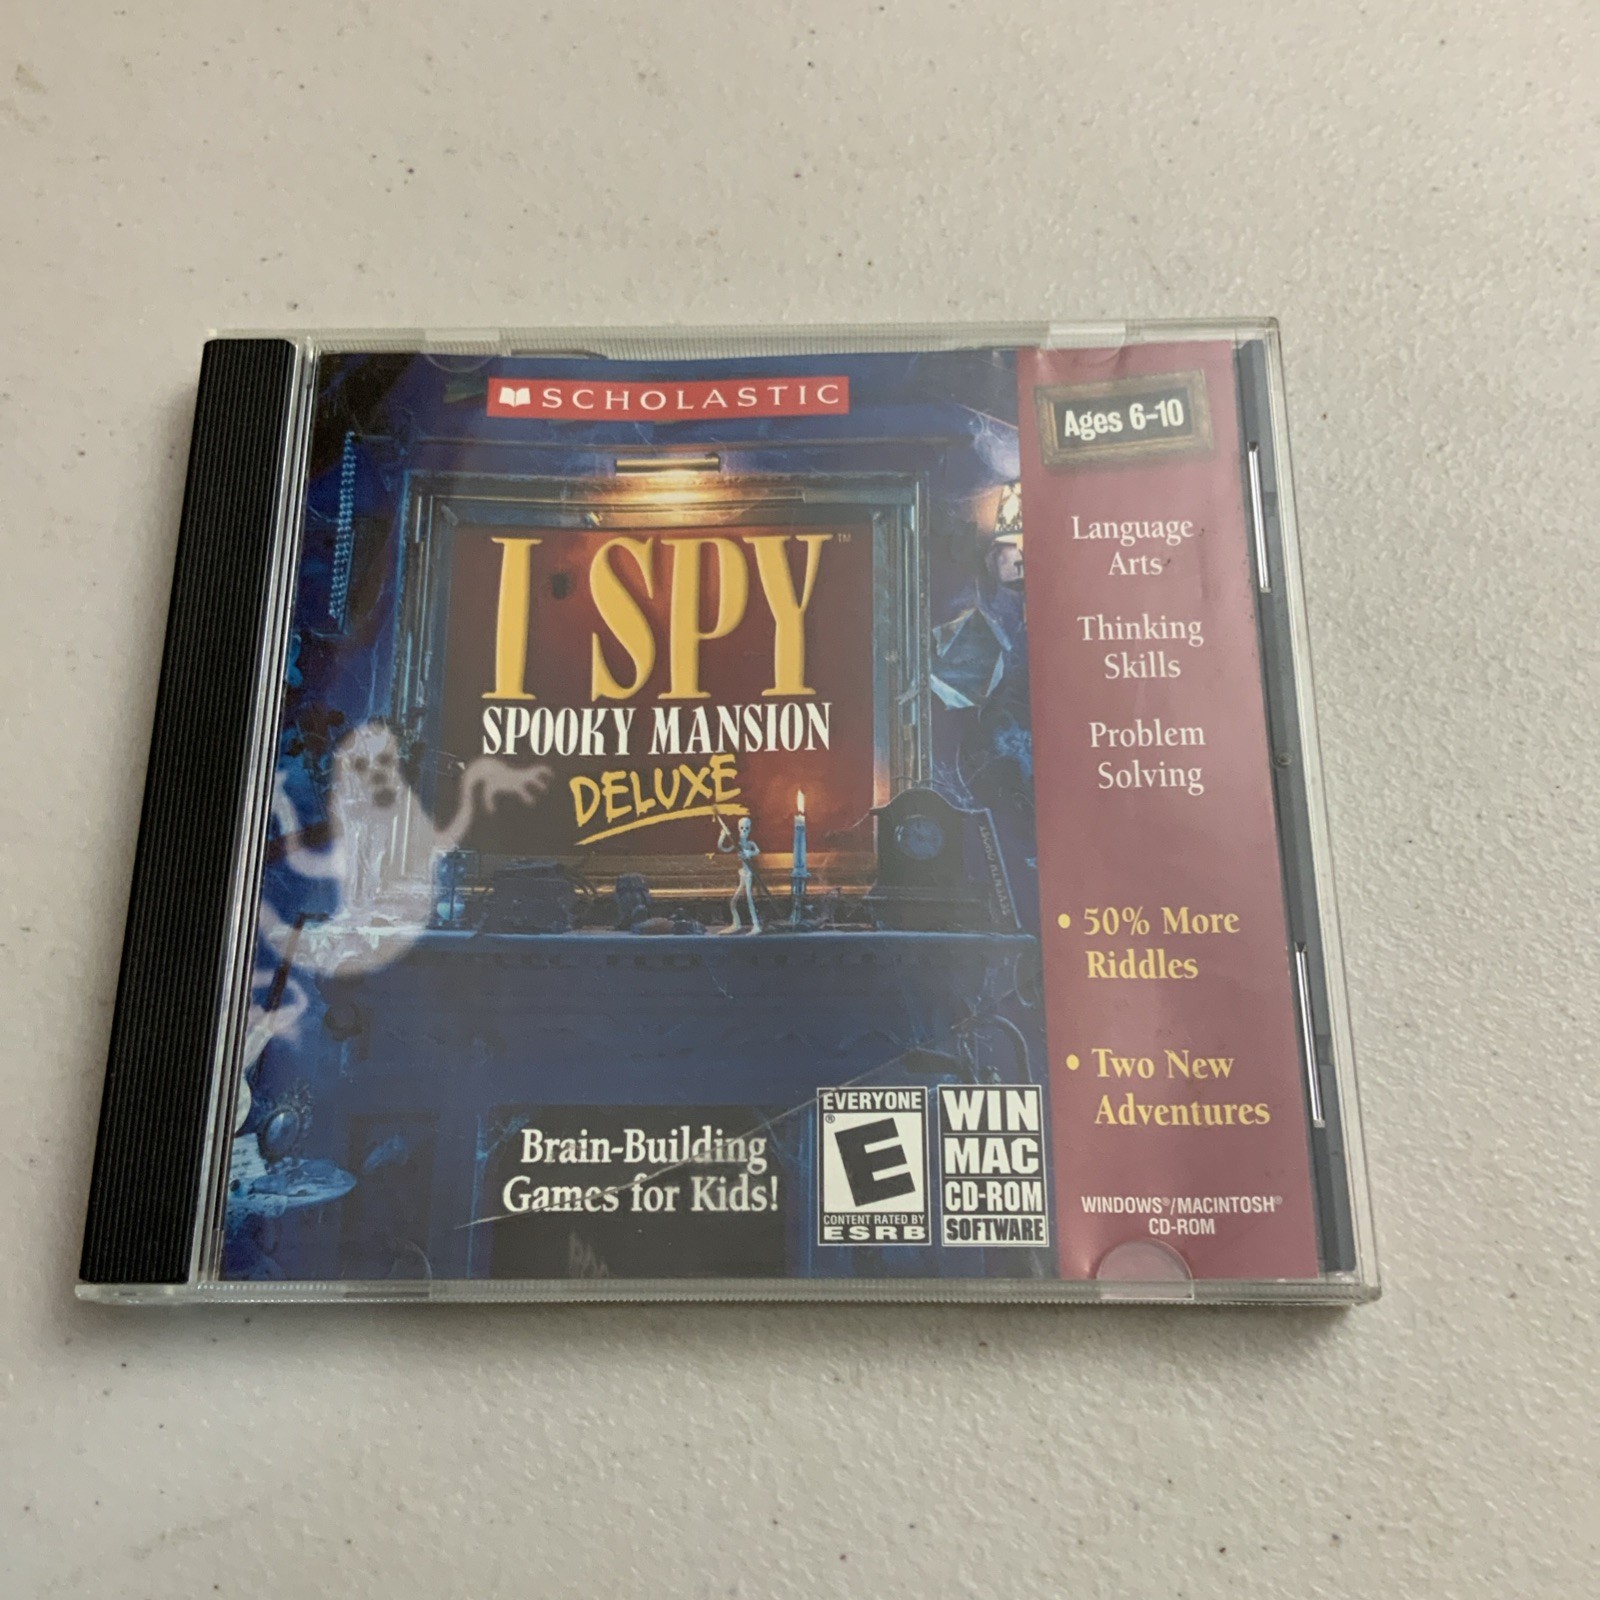 SCHOLASTIC
I SPY™
SPOOKY MANSION
DELUXE
Brain-Building
Games for Kids!
EVERYONE
E
®
CONTENT RATED BY
ESRB
WIN
MAC
CD-ROM
SOFTWARE
Ages 6-10
Language
Arts
Thinking
Skills
Problem
Solving
• 50% More
Riddles
• Two New
Adventures
WINDOWS®/MACINTOSH®
CD-ROM